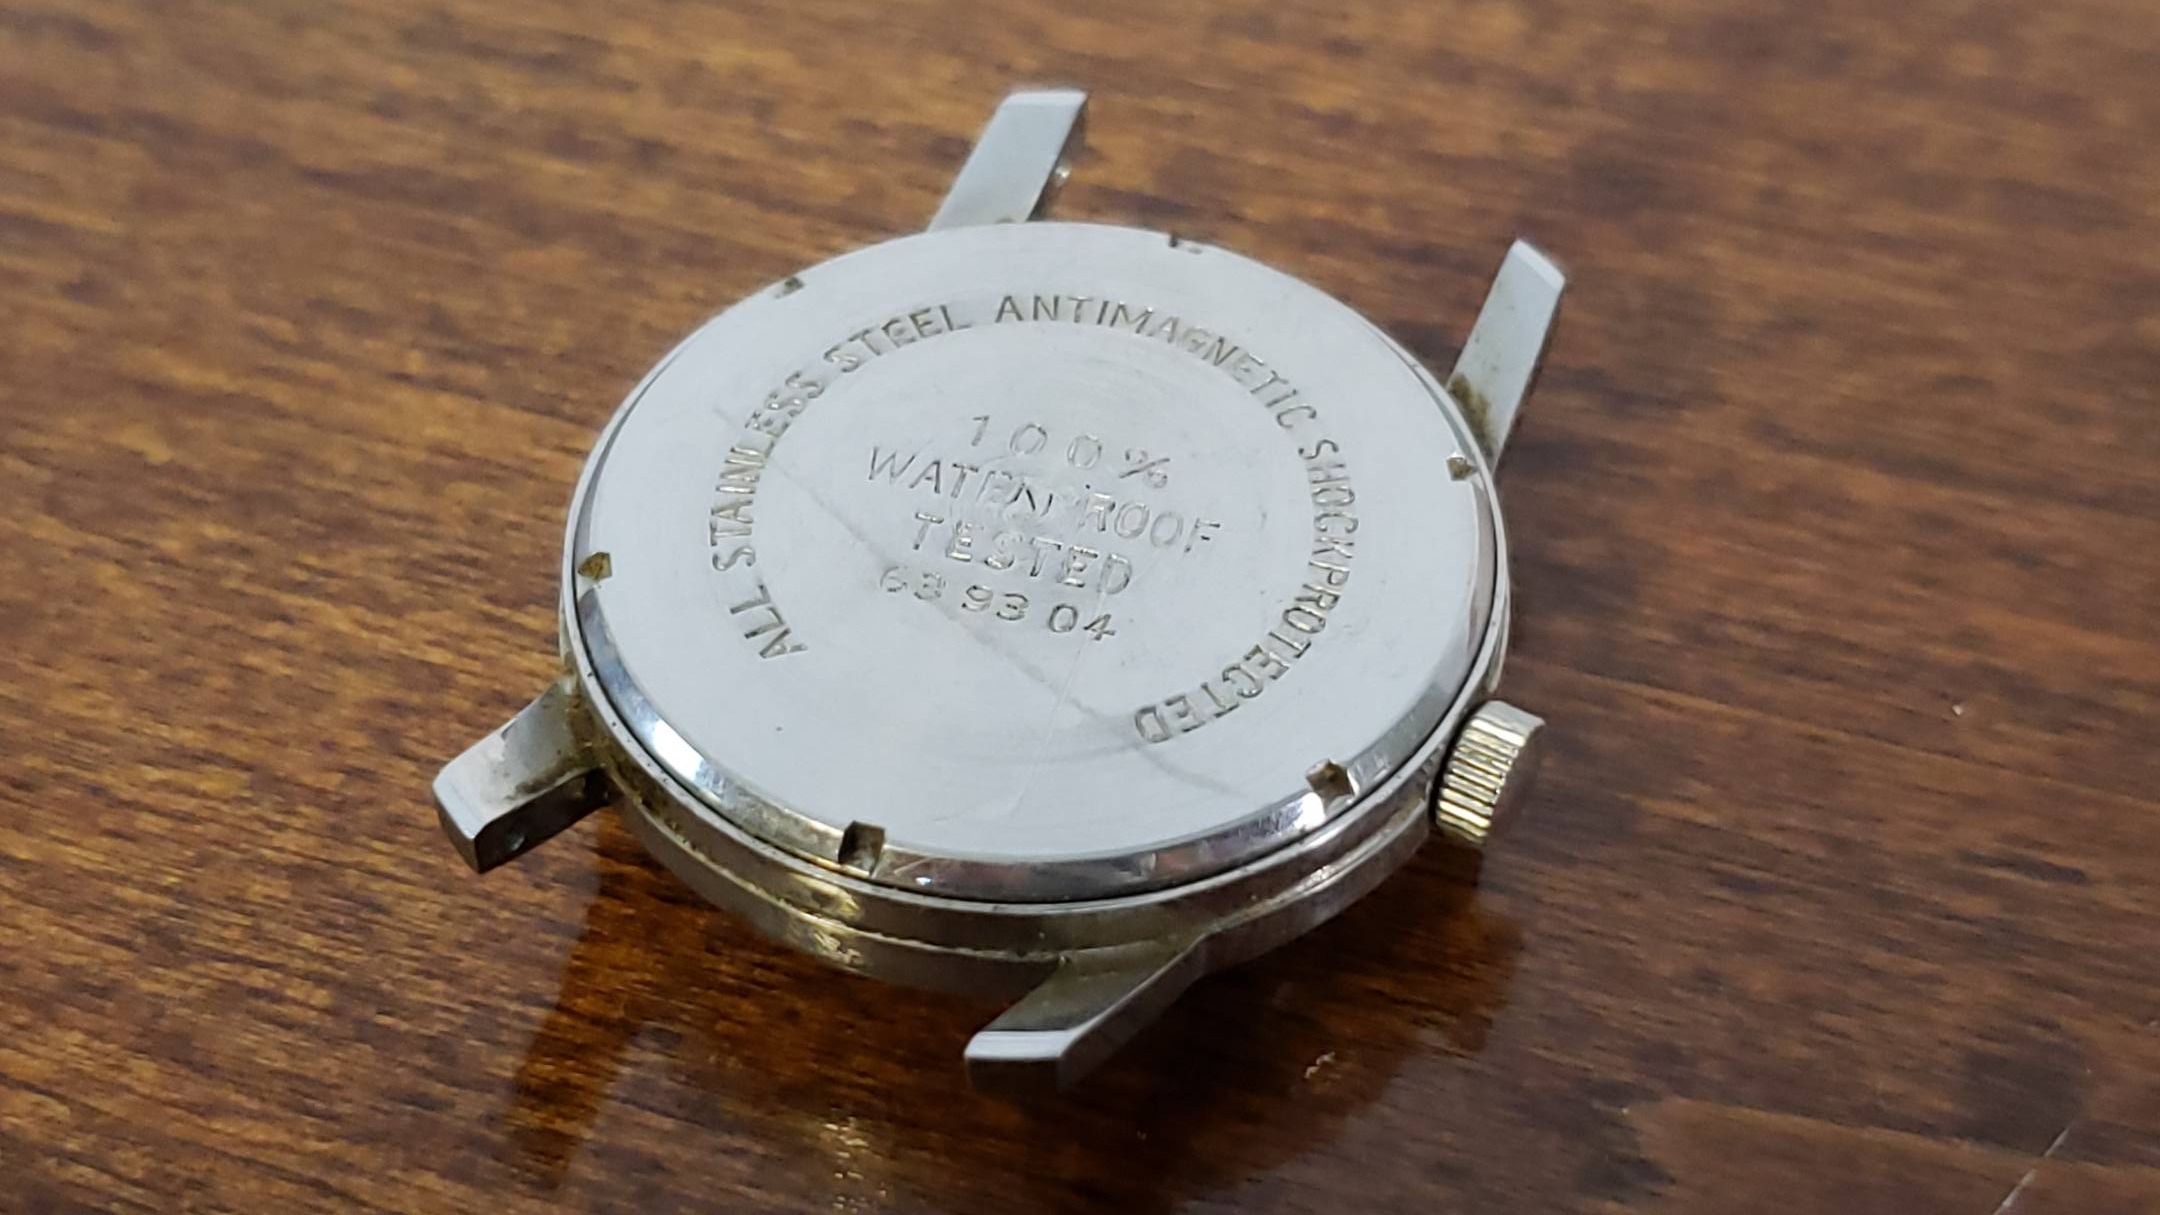 ALL STAINLESS STEEL ANTIMAGNETIC SHOCKPROTECTED
100%
WATERPROOF
TESTED
63 93 04